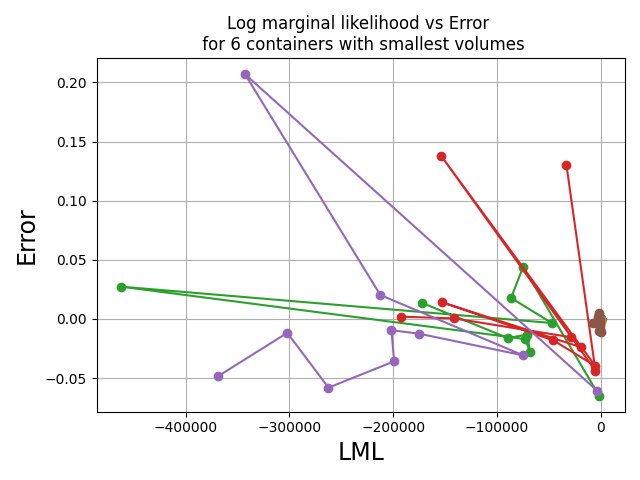 Log marginal likelihood vs Error
for 6 containers with smallest volumes
0.20
0.15
0.10
0.05
0.00
−0.05
Error
−400000
−300000
−200000
−100000
0
LML